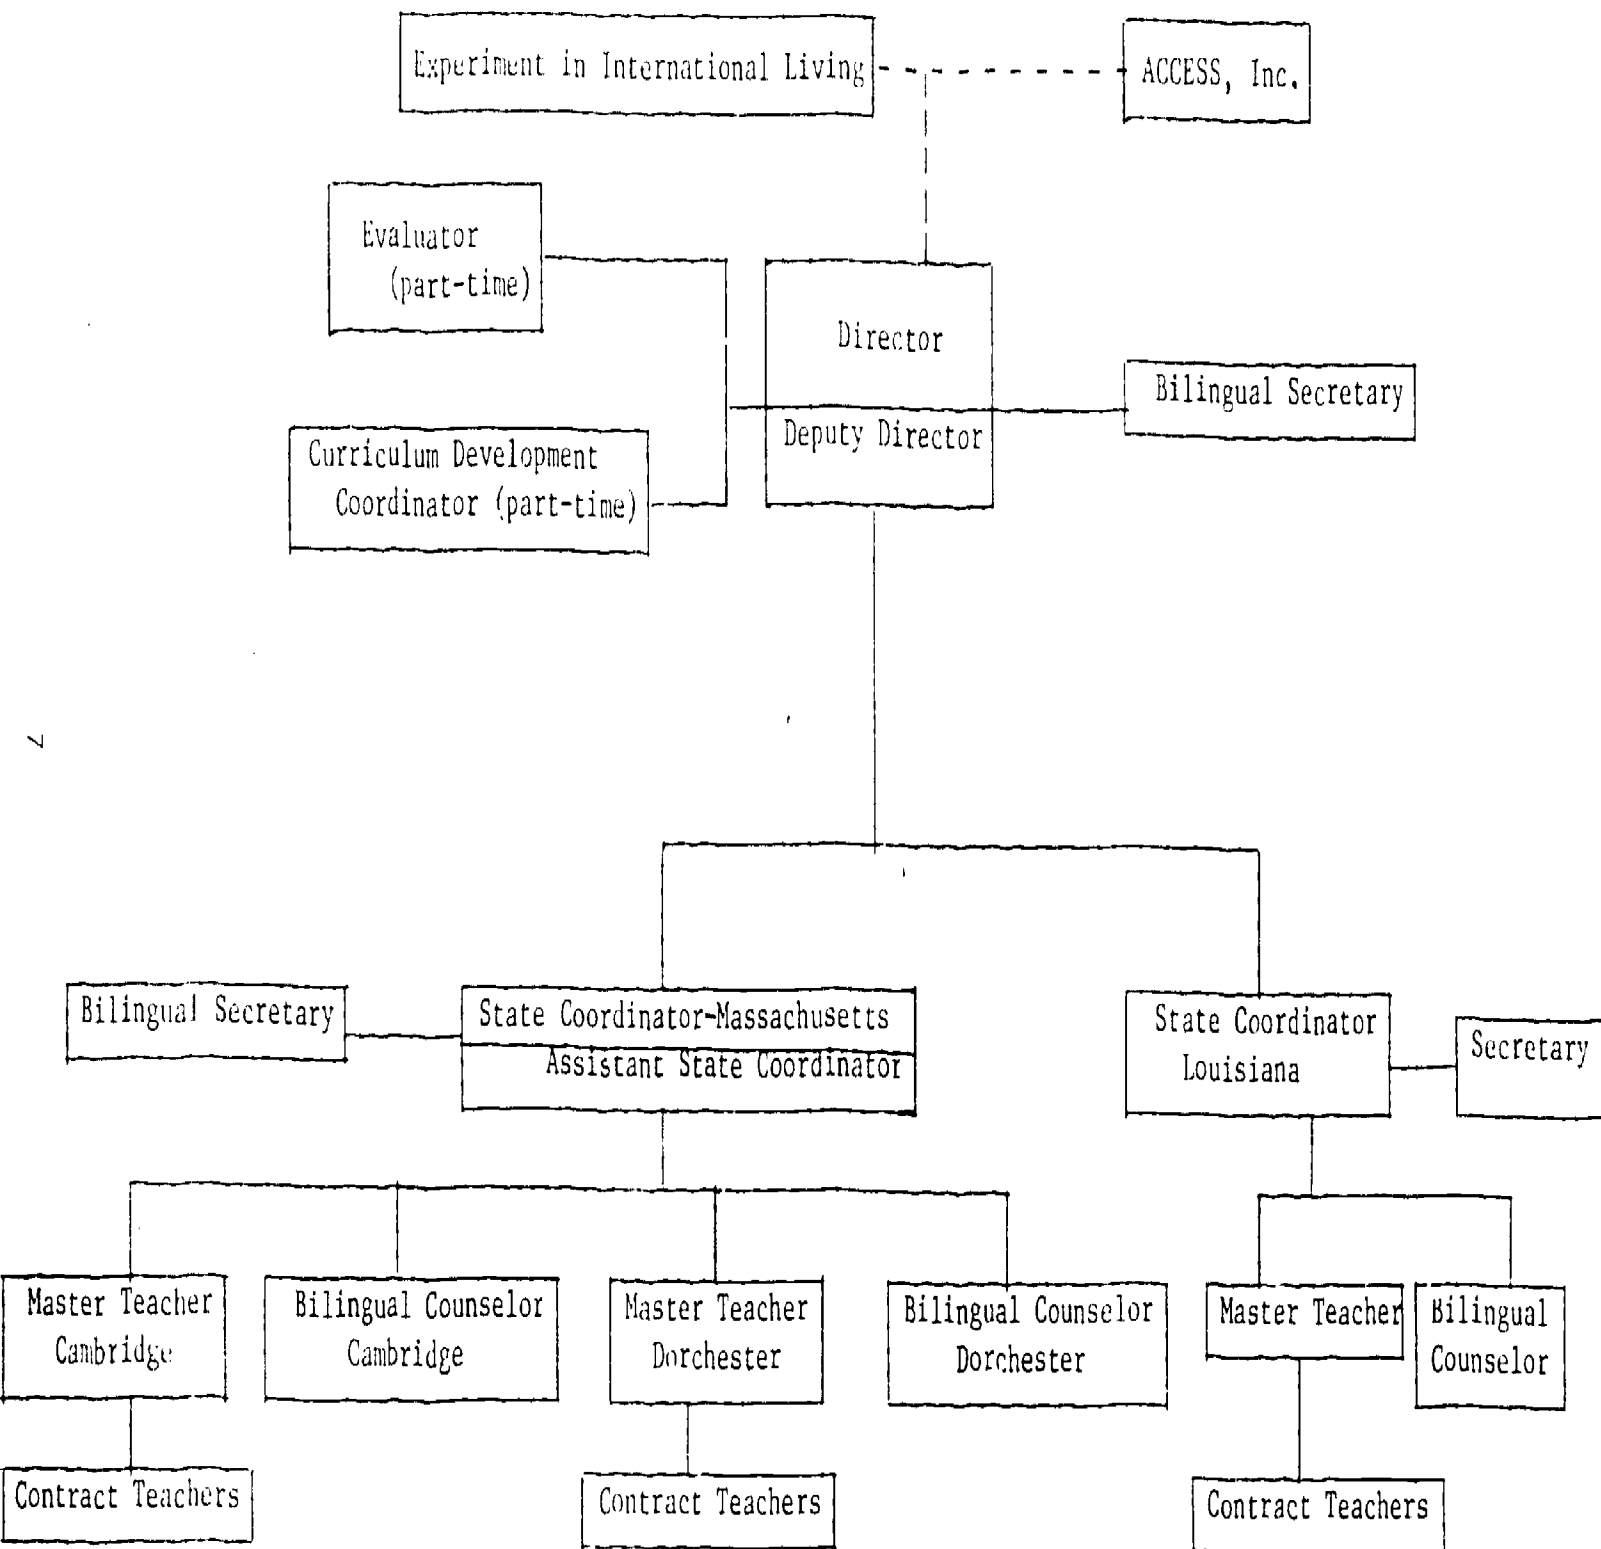 Experiment in International Living
ACCESS, Inc.
Evaluator
(part-time)
Director
Deputy Director
Bilingual Secretary
Curriculum Development
Coordinator (part-time)
7
Bilingual Secretary
State Coordinator-Massachusetts
Assistant State Coordinator
State Coordinator
Louisiana
Secretary
Master Teacher
Cambridge
Bilingual Counselor
Cambridge
Master Teacher
Dorchester
Bilingual Counselor
Dorchester
Master Teacher
Bilingual
Counselor
Contract Teachers
Contract Teachers
Contract Teachers